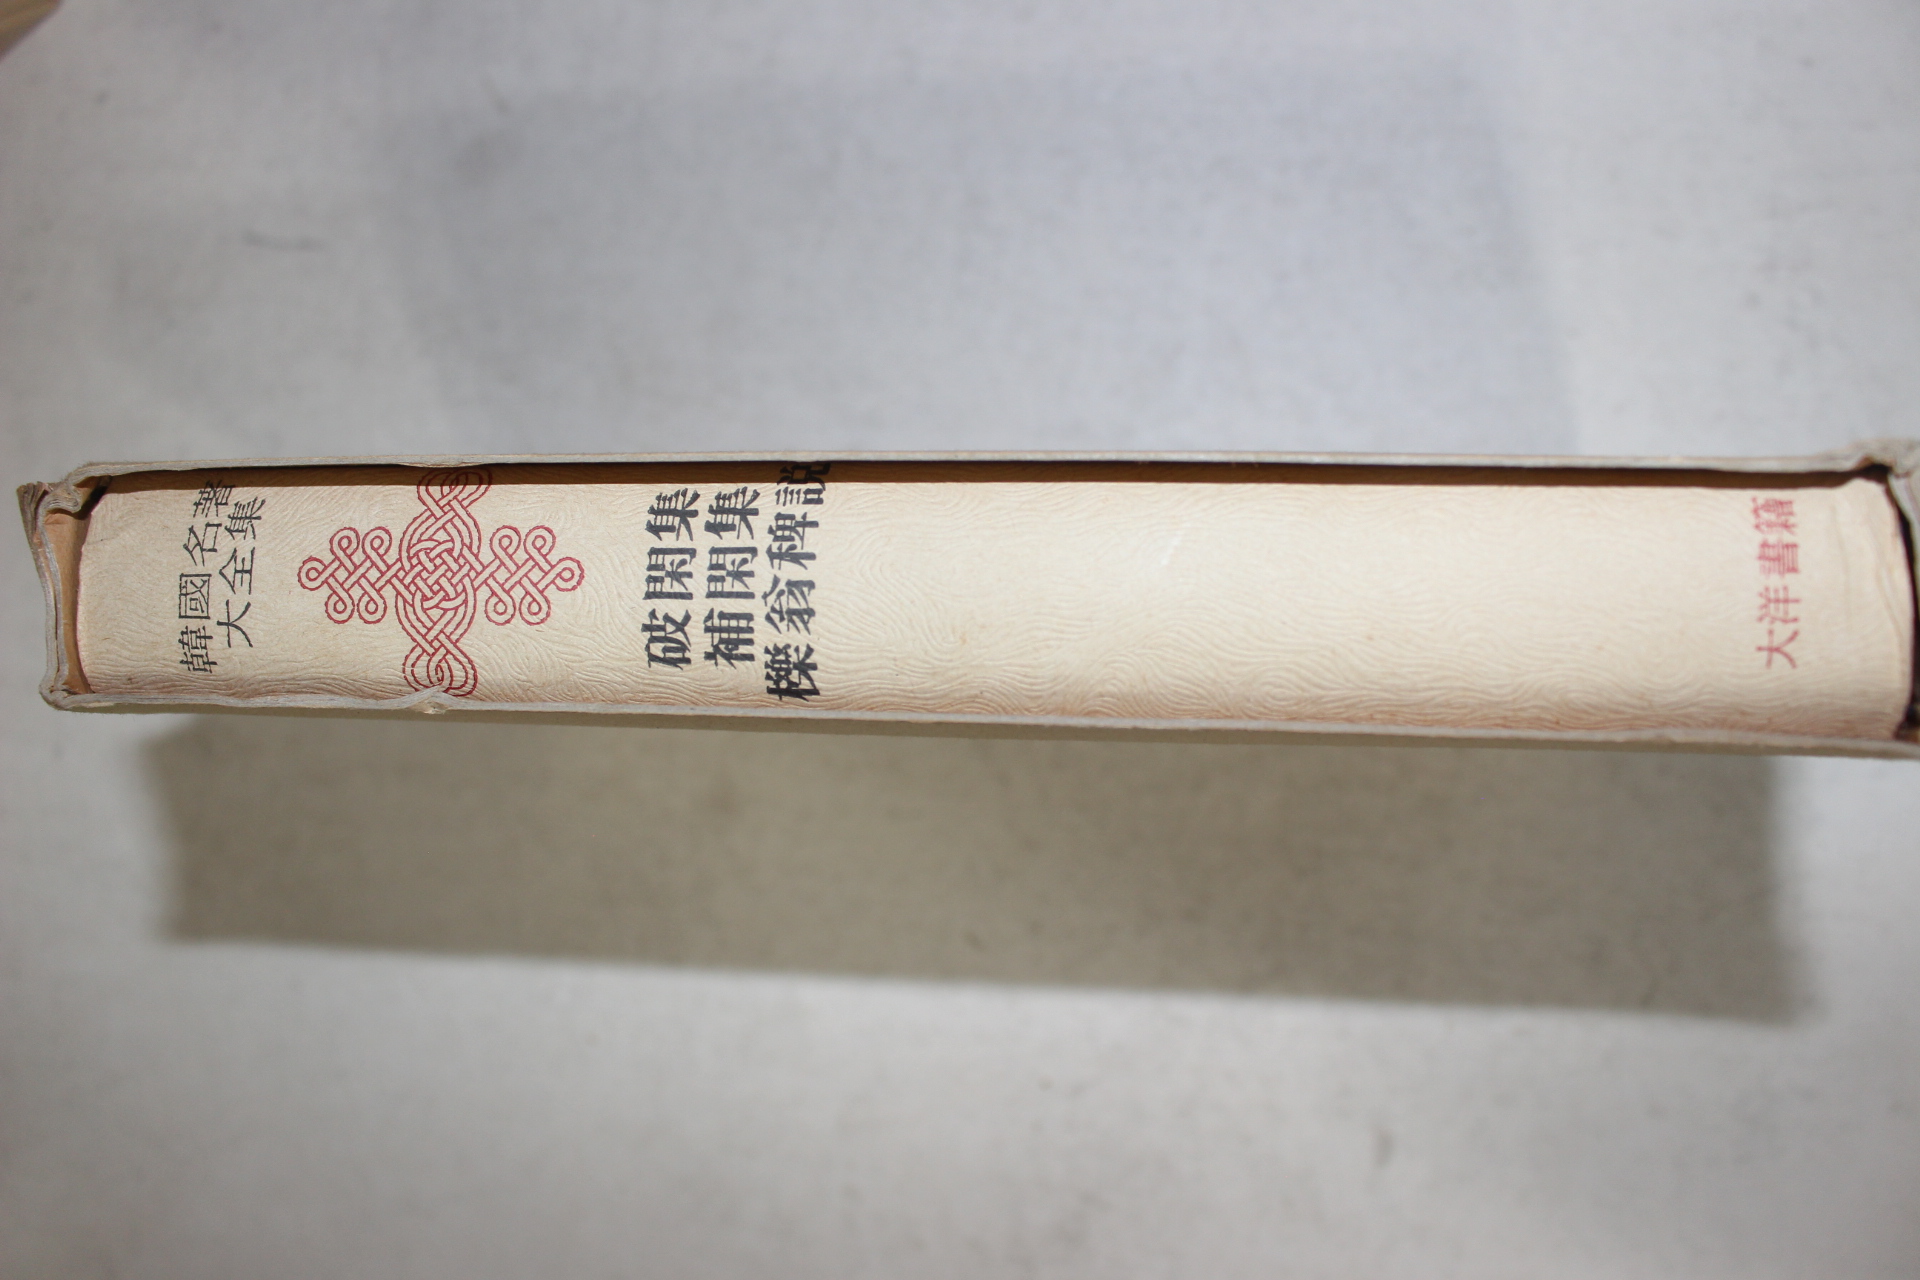 韓國名著
大全集
破閑集
補閑集
櫟翁稗說
大洋書籍